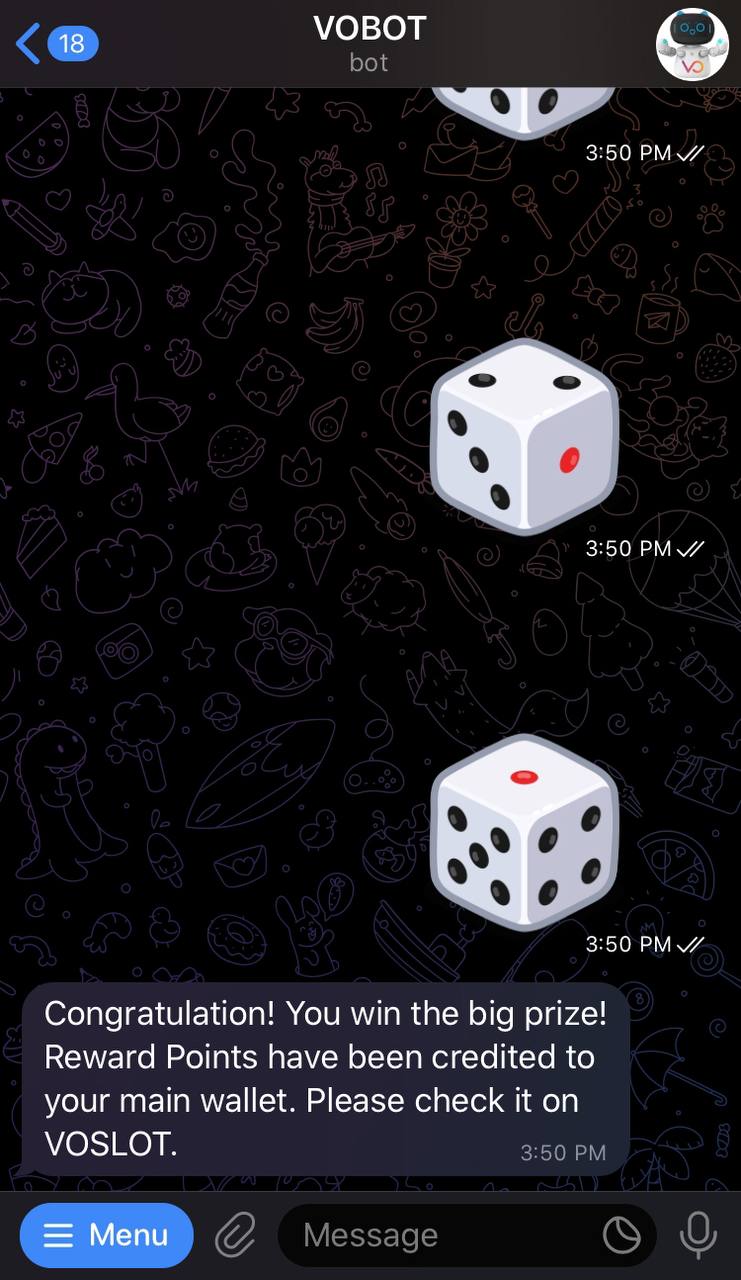 VOBOT
18
bot
3:50 PM
3:50 PM
3:50 PM
Congratulation! You win the big prize!
Reward Points have been credited to
your main wallet. Please check it on
VOSLOT.
3:50 PM
Menu
Message